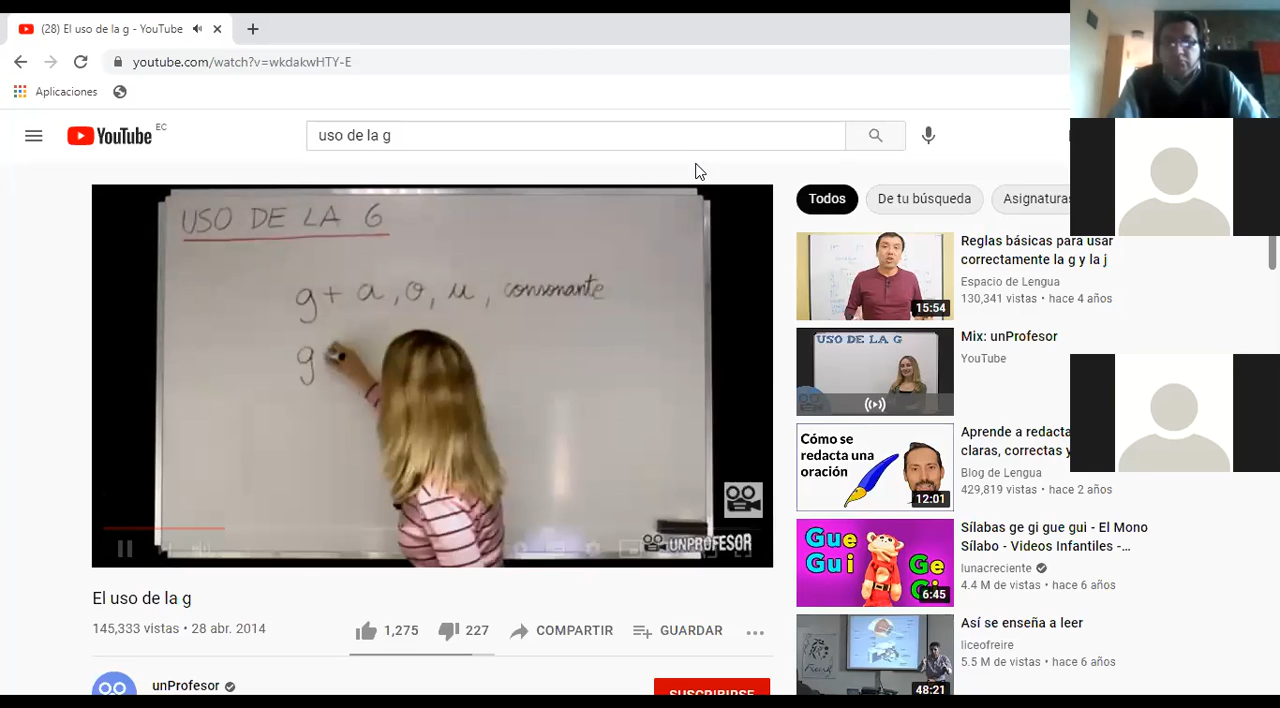 (28) El uso de la g - YouTube
youtube.com/watch?v=wkdakwHTY-E
Aplicaciones
YouTube EC
uso de la g
USO DE LA G
g + a, o, u, consonante
g
UNPROFESOR
El uso de la g
145,333 vistas • 28 abr. 2014
1,275
227
COMPARTIR
GUARDAR
unProfesor
SUSCRIBIRSE
Todos
De tu búsqueda
Asignaturas
15:54
Reglas básicas para usar
correctamente la g y la j
Espacio de Lengua
130,341 vistas • hace 4 años
USO DE LA G
Mix: unProfesor
YouTube
Cómo se
redacta una
oración
12:01
Aprende a redacta
claras, correctas y
Blog de Lengua
429,819 vistas • hace 2 años
Gue
Gui
Ge
6:45
Sílabas ge gi gue gui - El Mono
Sílabo - Videos Infantiles -...
lunacreciente
4.4 M de vistas • hace 6 años
48:21
Así se enseña a leer
liceofreire
5.5 M de vistas • hace 6 años